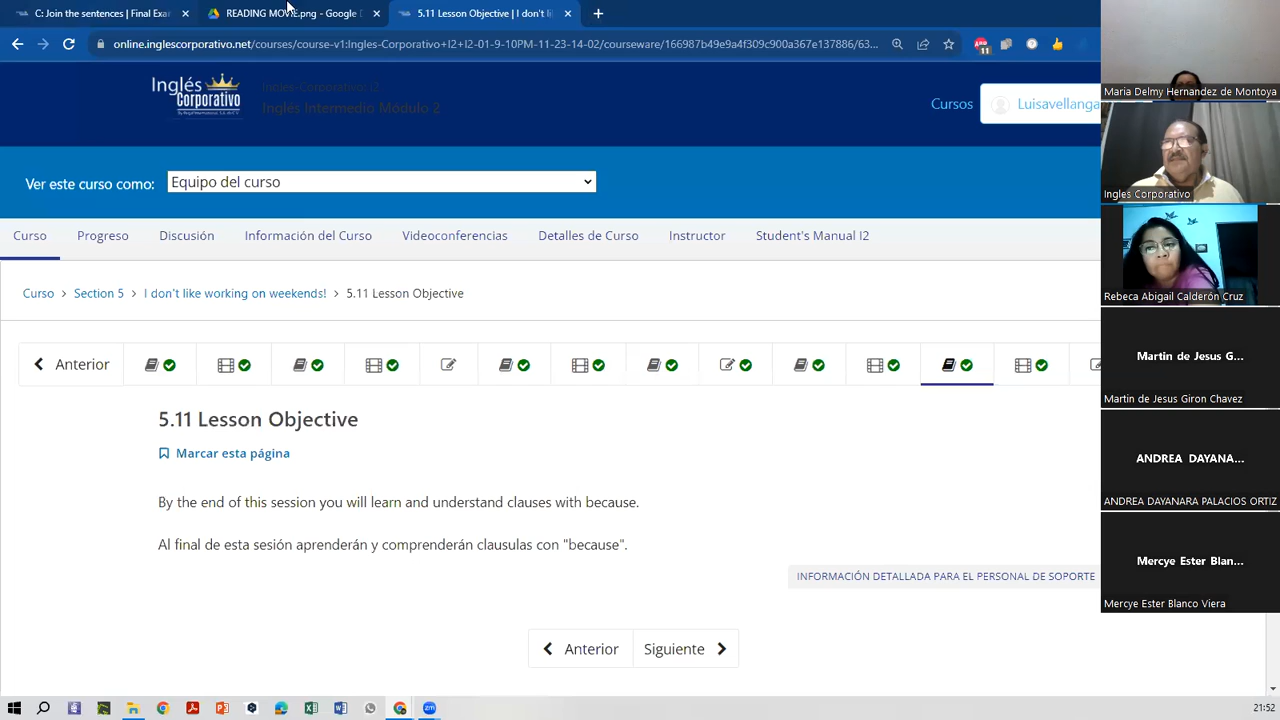 C: Join the sentences | Final Exa
READING MOVIE.png - Google
5.11 Lesson Objective | I don't li
online.inglescorporativo.net/courses/course-v1:Ingles-Corporativo+I2+I2-01-9-10PM-11-23-14-02/courseware/166987b49e9a4f309c900a367e137886/63...
11
Inglés
Corporativo
Ingles-Corporativo: I2
Inglés Intermedio Módulo 2
Cursos
Luisavellanga
Ver este curso como:
Equipo del curso
Curso
Progreso
Discusión
Información del Curso
Videoconferencias
Detalles de Curso
Instructor
Student's Manual I2
Curso > Section 5 > I don't like working on weekends! > 5.11 Lesson Objective
Anterior
5.11 Lesson Objective
Marcar esta página
By the end of this session you will learn and understand clauses with because.
Al final de esta sesión aprenderán y comprenderán clausulas con "because".
INFORMACIÓN DETALLADA PARA EL PERSONAL DE SOPORTE
Anterior
Siguiente
Maria Delmy Hernandez de Montoya
Ingles Corporativo
Rebeca Abigail Calderón Cruz
Martin de Jesus G...
Martin de Jesus Giron Chavez
ANDREA DAYANA...
ANDREA DAYANARA PALACIOS ORTIZ
Mercye Ester Blan...
Mercye Ester Blanco Viera
21:52